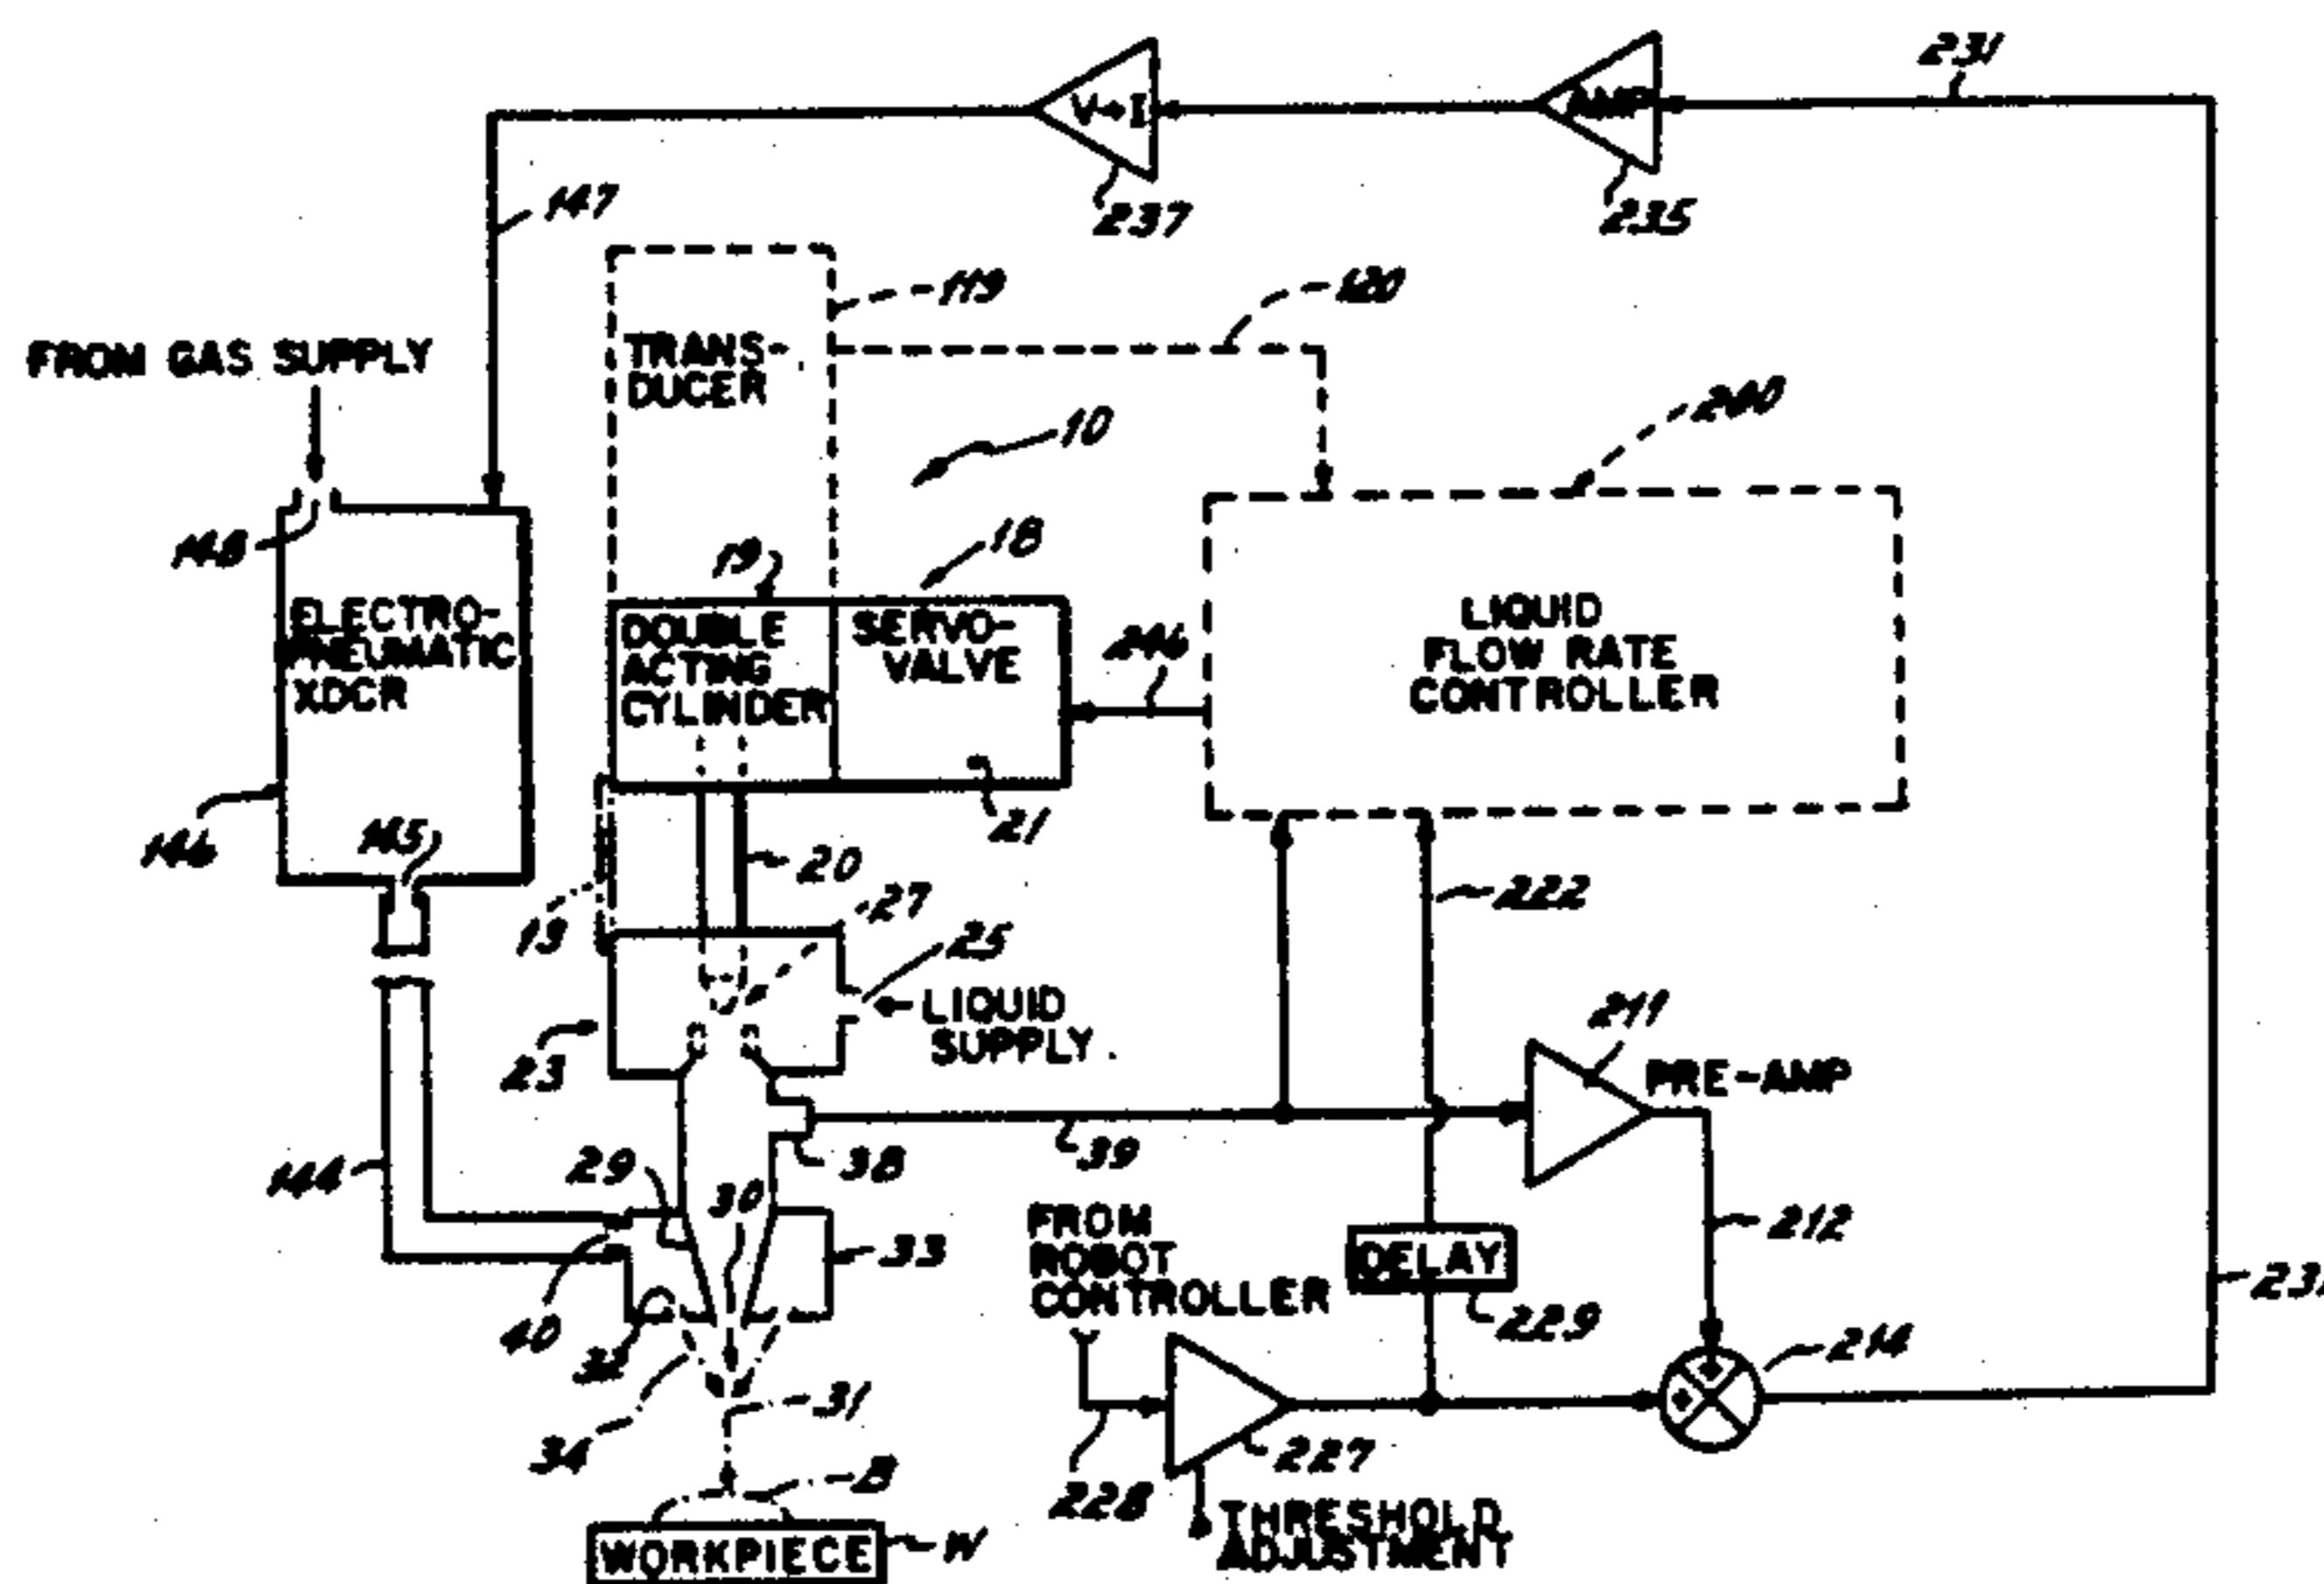 231
V→I
AMP
147
237
235
119
120
FROM GAS SUPPLY
TRANS-
DUCER
10
240
148
19
18
ELECTRO-
PNEUMATIC
XDCR
DOUBLE
ACTING
CYLINDER
SERVO-
VALVE
246
LIQUID
FLOW RATE
CONTROLLER
146
145
21
20
27
222
13
25
LIQUID
SUPPLY
23
211
PRE-AMP
144
29
30
38
39
FROM
ROBOT
CONTROLLER
DELAY
212
33
229
40
32
214
34
31
B
228
227
THRESHOLD
ADJUSTMENT
WORKPIECE
W